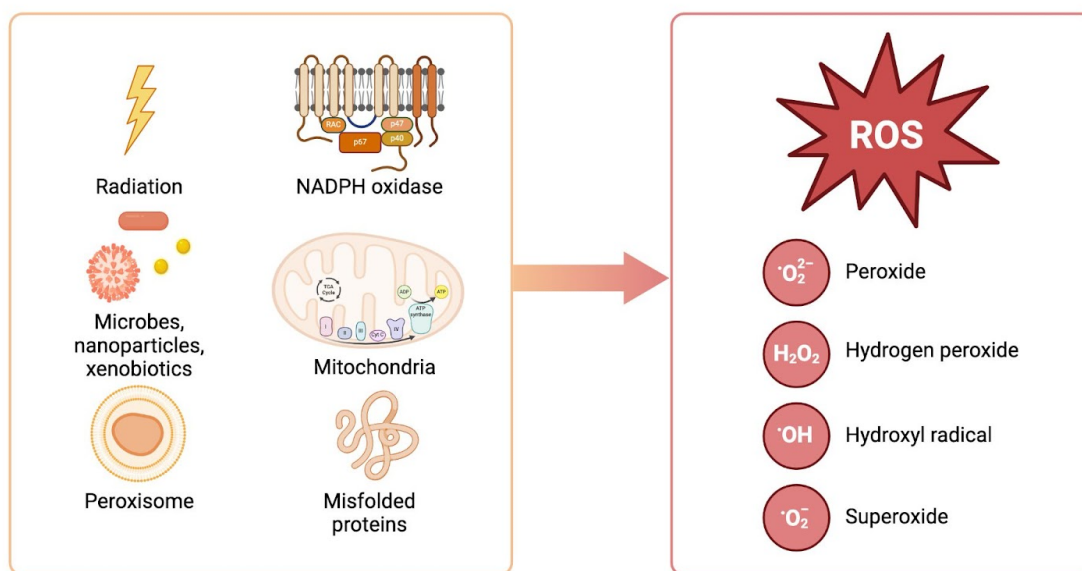 Radiation
RAC
p67
p47
p40
NADPH oxidase
Microbes,
nanoparticles,
xenobiotics
TCA
Cycle
ADP
ATP
ATP
synthase
I
II
III
Cyt C
IV
Mitochondria
Peroxisome
Misfolded
proteins
ROS
·O₂²⁻
Peroxide
H₂O₂
Hydrogen peroxide
·OH
Hydroxyl radical
·O₂⁻
Superoxide